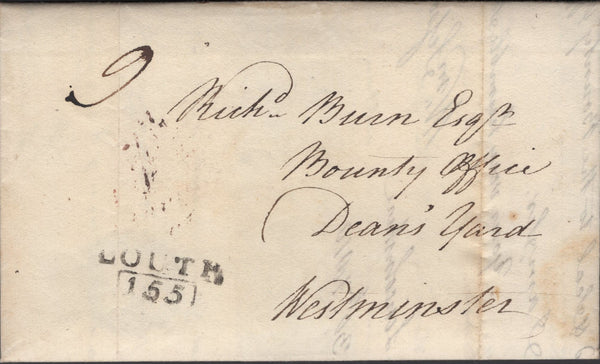 9
Richd Burn Esqr
Bounty Office
Deans Yard
Westminster
LOUTH
155